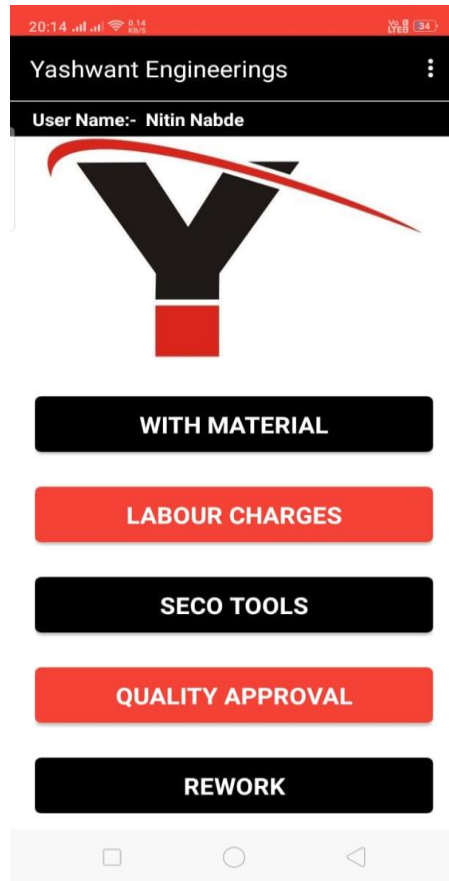 20:14 0.14 KB/S Vo LTE 34
Yashwant Engineerings
User Name:- Nitin Nabde
Y
WITH MATERIAL
LABOUR CHARGES
SECO TOOLS
QUALITY APPROVAL
REWORK